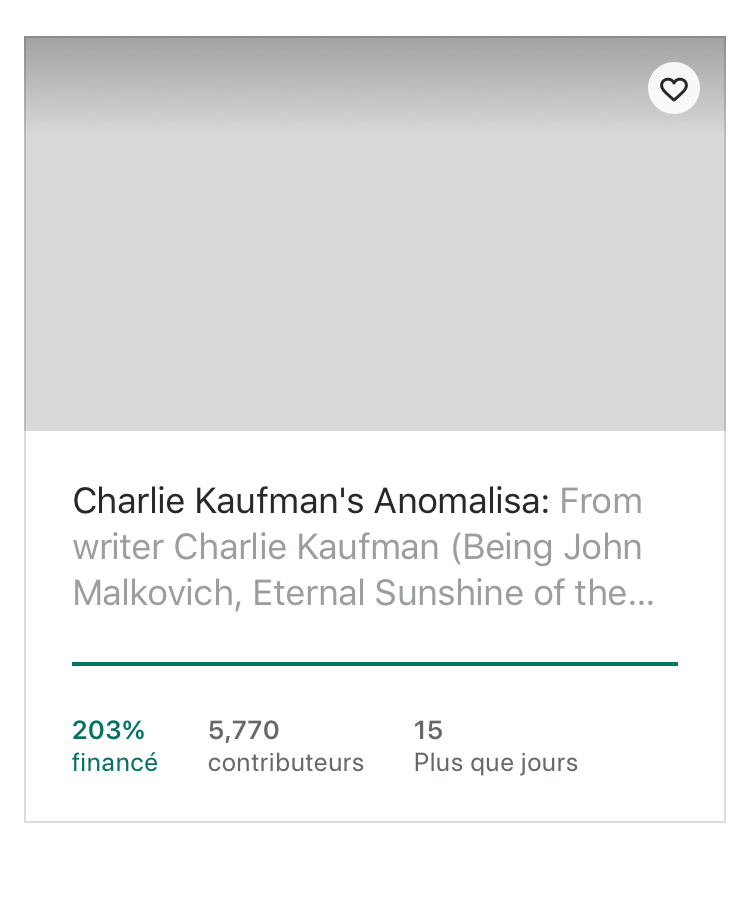 Charlie Kaufman's Anomalisa: From
writer Charlie Kaufman (Being John
Malkovich, Eternal Sunshine of the...
203% 5,770 15
financé contributeurs Plus que jours